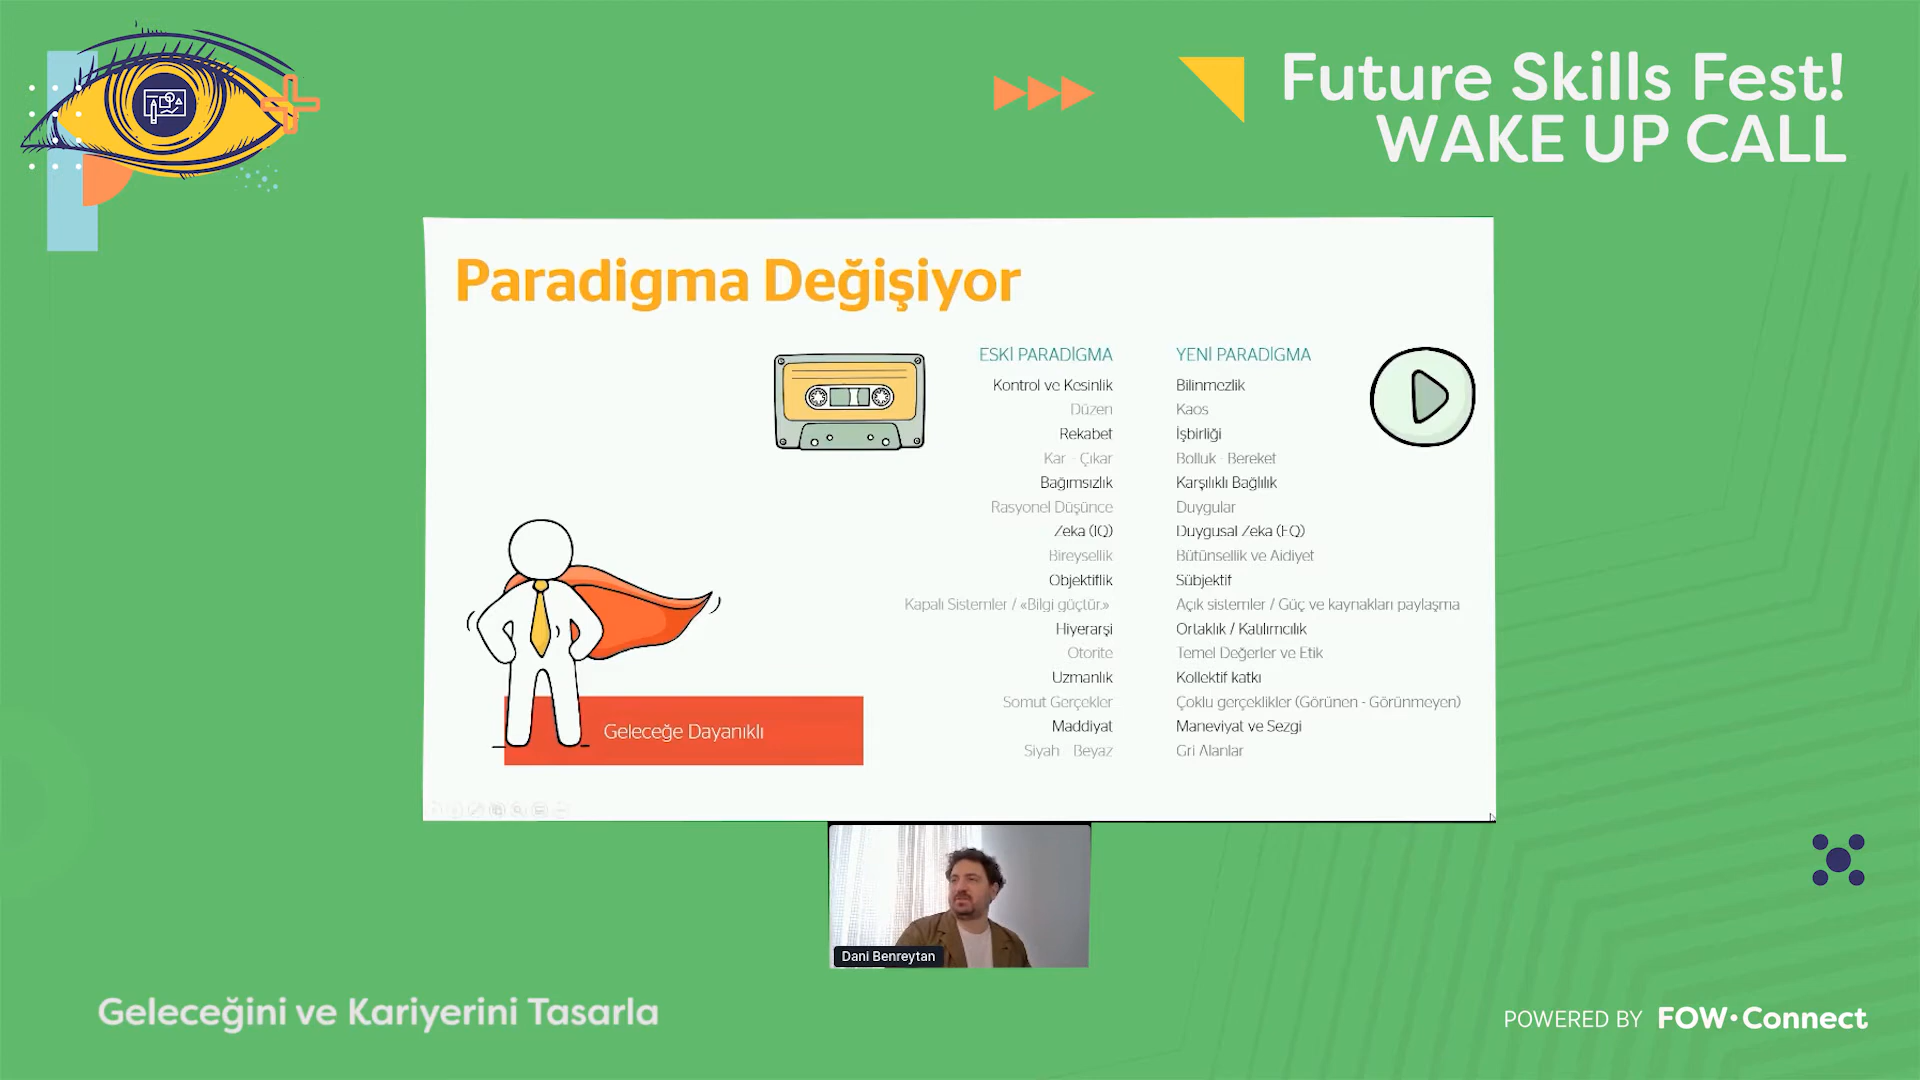 Future Skills Fest!
WAKE UP CALL
Paradigma Değişiyor
ESKİ PARADİGMA YENİ PARADİGMA
Kontrol ve Kesinlik Bilinmezlik
Düzen Kaos
Rekabet İşbirliği
Kar - Çıkar Bolluk - Bereket
Bağımsızlık Karşılıklı Bağlılık
Rasyonel Düşünce Duygular
Zeka (IQ) Duygusal Zeka (EQ)
Bireysellik Bütünsellik ve Aidiyet
Objektiflik Sübjektif
Kapalı Sistemler / «Bilgi güçtür.» Açık sistemler / Güç ve kaynakları paylaşma
Hiyerarşi Ortaklık / Katılımcılık
Otorite Temel Değerler ve Etik
Uzmanlık Kollektif katkı
Somut Gerçekler Çoklu gerçeklikler (Görünen - Görünmeyen)
Maddiyat Maneviyat ve Sezgi
Siyah - Beyaz Gri Alanlar
Geleceğe Dayanıklı
Dani Benreytan
Geleceğini ve Kariyerini Tasarla
POWERED BY FOW·Connect